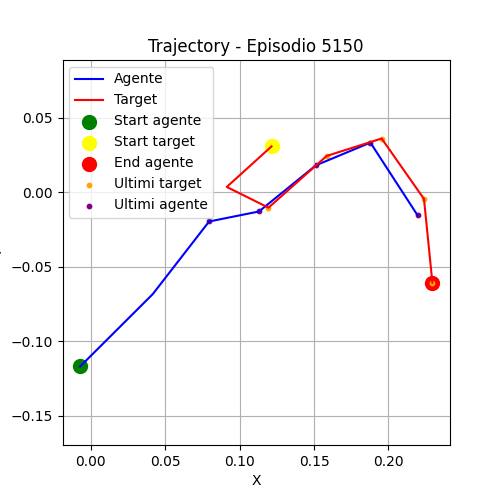 Trajectory - Episodio 5150
Agente
Target
Start agente
Start target
End agente
Ultimi target
Ultimi agente
0.05
0.00
−0.05
−0.10
−0.15
0.00 0.05 0.10 0.15 0.20
X